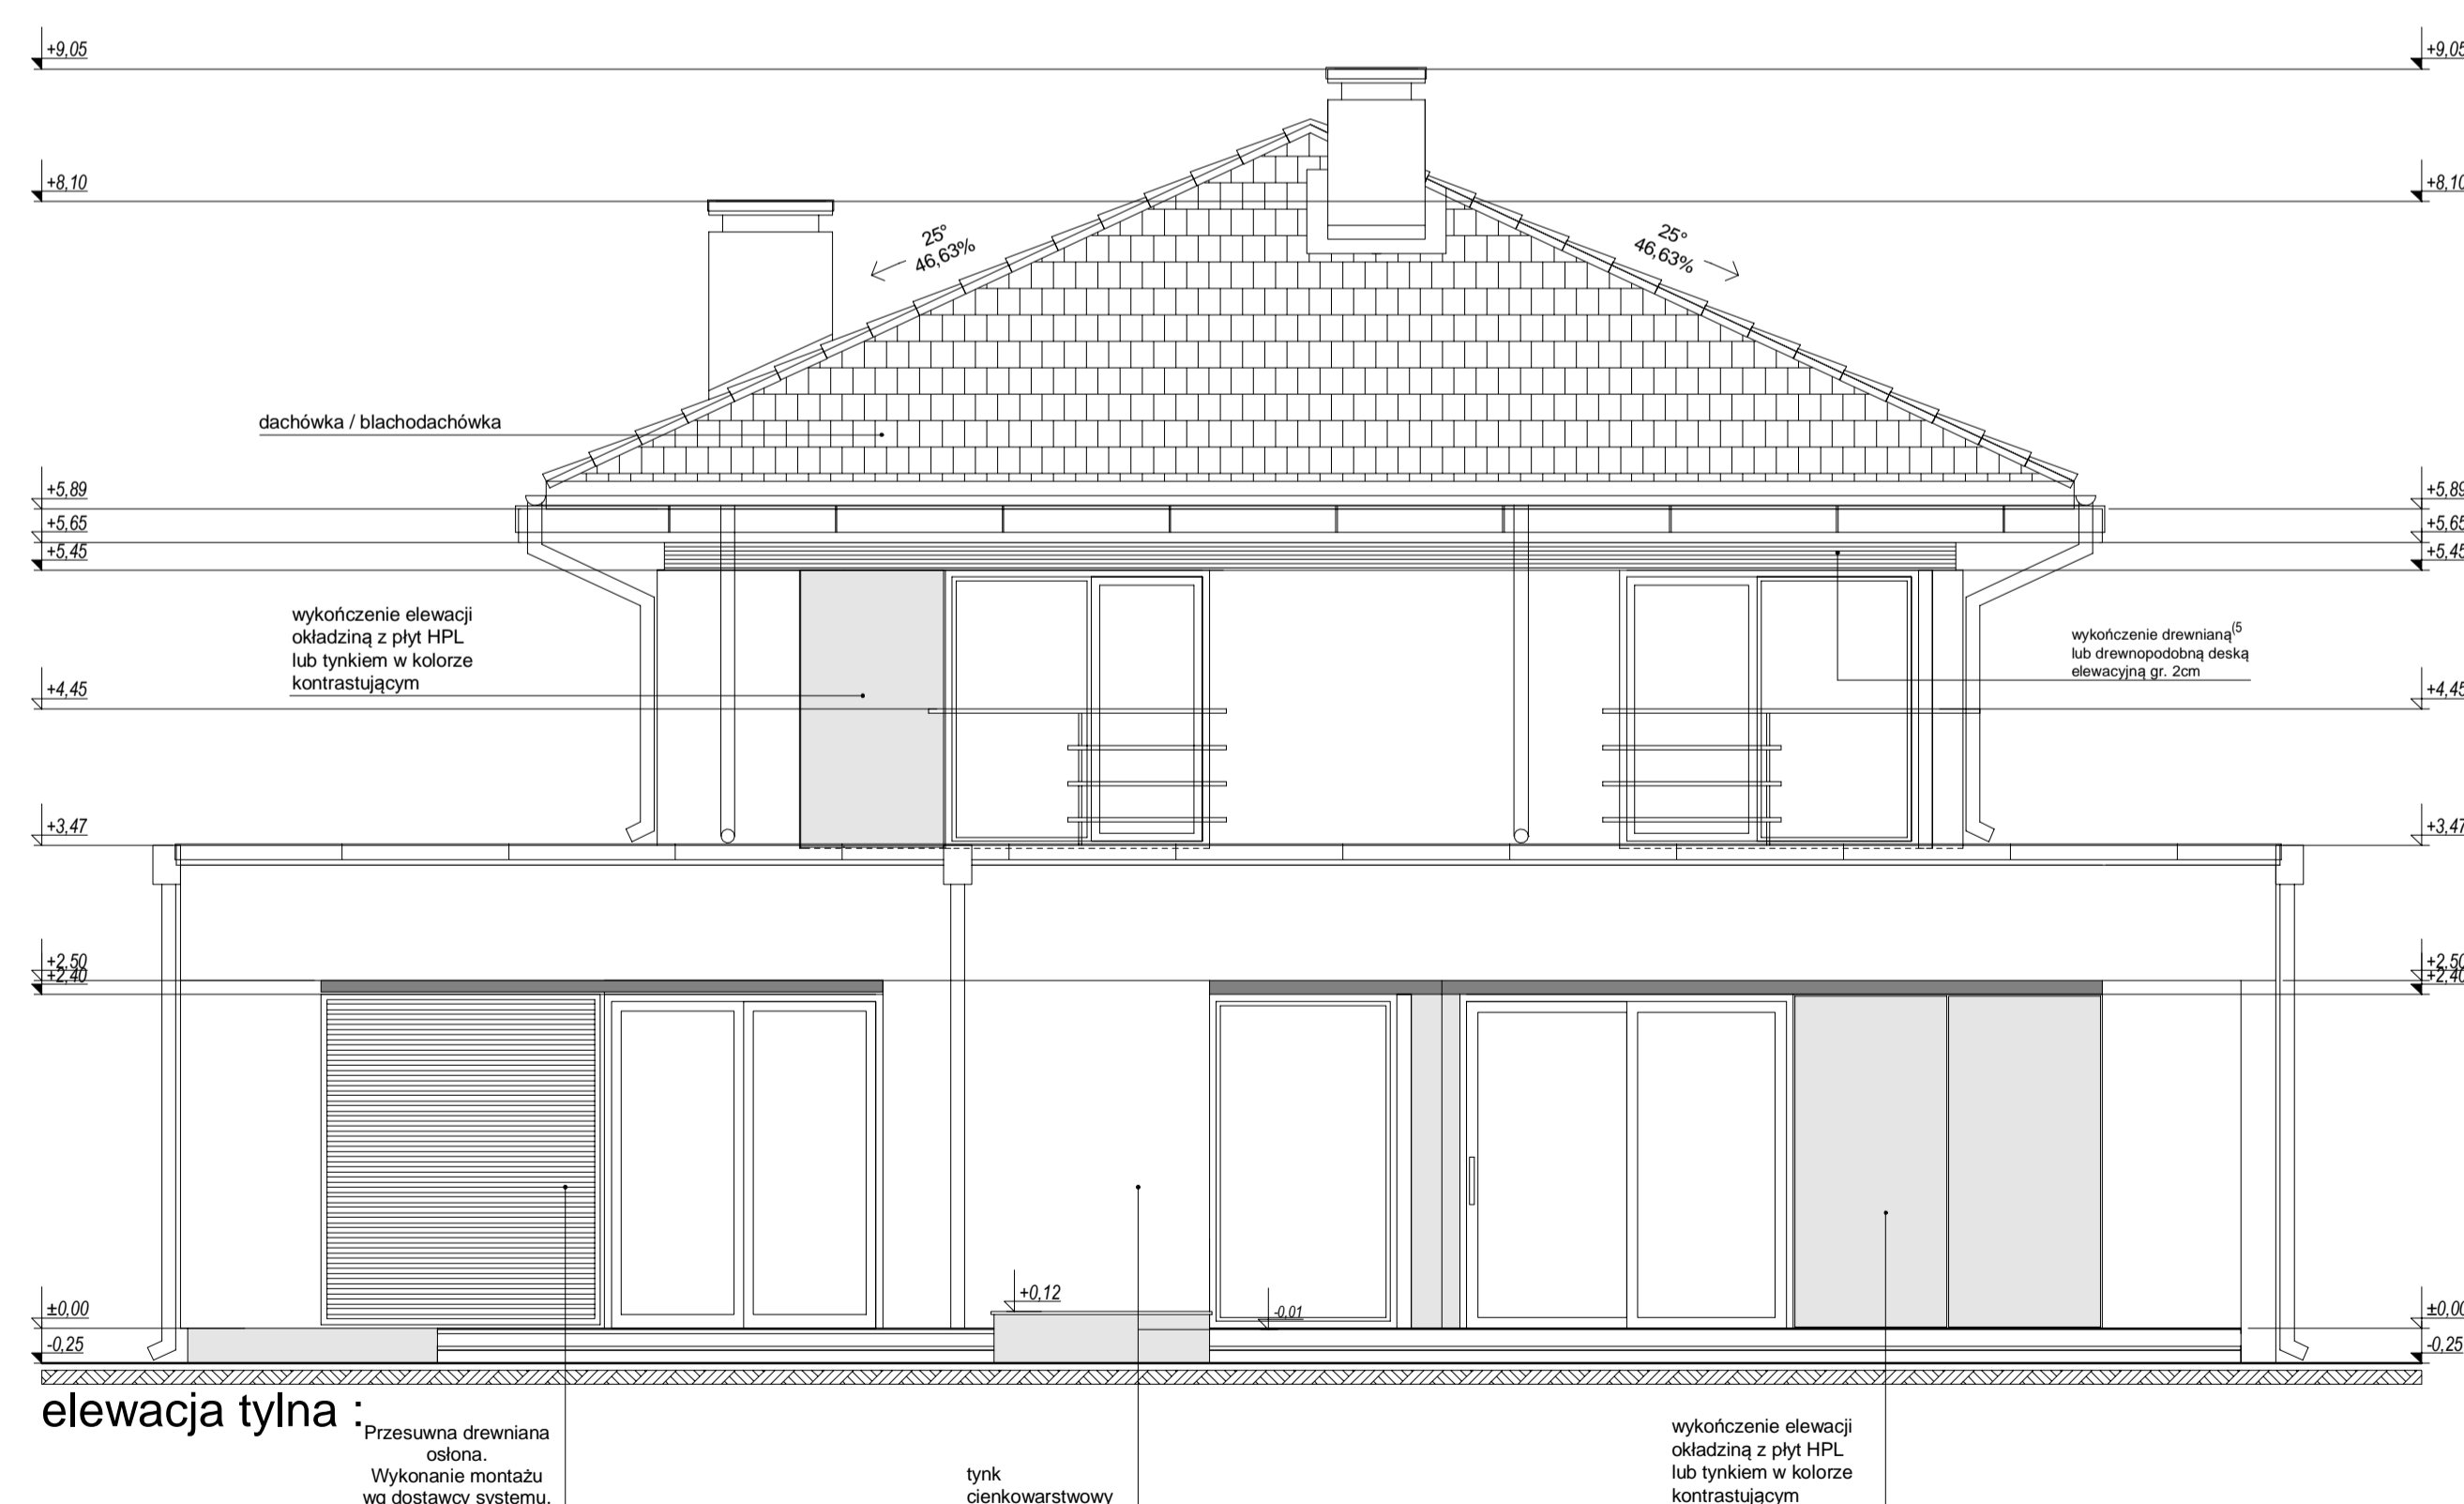 +9,05
+9,05
+8,10
+8,10
25°
46,63%
25°
46,63%
dachówka / blachodachówka
+5,89
+5,89
+5,65
+5,65
+5,45
+5,45
wykończenie elewacji
okładziną z płyt HPL
lub tynkiem w kolorze
kontrastującym
wykończenie drewnianą(5
lub drewnopodobną deską
elewacyjną gr. 2cm
+4,45
+4,45
+3,47
+3,47
+2,50
+2,50
+2,40
+2,40
+0,12
-0,01
±0,00
±0,00
-0,25
-0,25
elewacja tylna :
Przesuwna drewniana
osłona.
Wykonanie montażu
wg dostawcy systemu.
tynk
cienkowarstwowy
wykończenie elewacji
okładziną z płyt HPL
lub tynkiem w kolorze
kontrastującym